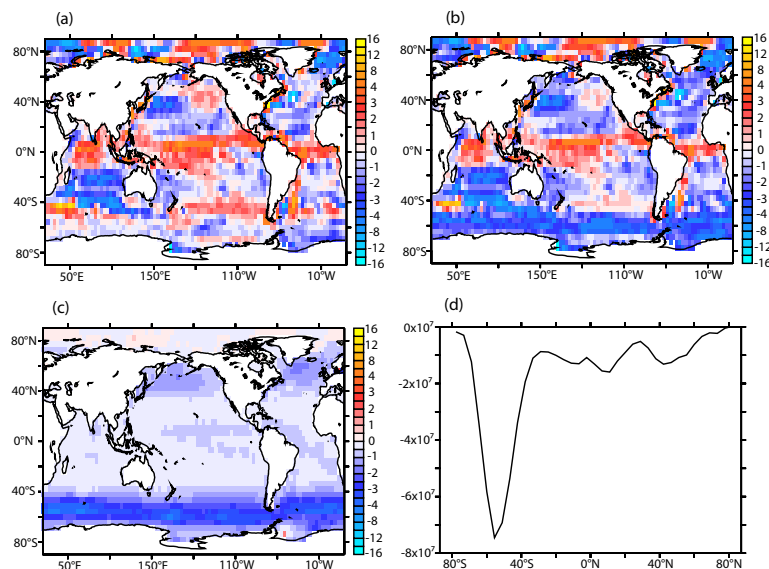 (a)
80°N
40°N
0°N
40°S
80°S
50°E 150°E 110°W 10°W
16
12
8
4
3
2
1
0
-1
-2
-3
-4
-8
-12
-16
(b)
80°N
40°N
0°N
40°S
80°S
50°E 150°E 110°W 10°W
16
12
8
4
3
2
1
0
-1
-2
-3
-4
-8
-12
-16
(c)
80°N
40°N
0°N
40°S
80°S
50°E 150°E 110°W 10°W
16
12
8
4
3
2
1
0
-1
-2
-3
-4
-8
-12
-16
(d)
0x10⁷
-2x10⁷
-4x10⁷
-6x10⁷
-8x10⁷
80°S 40°S 0°N 40°N 80°N